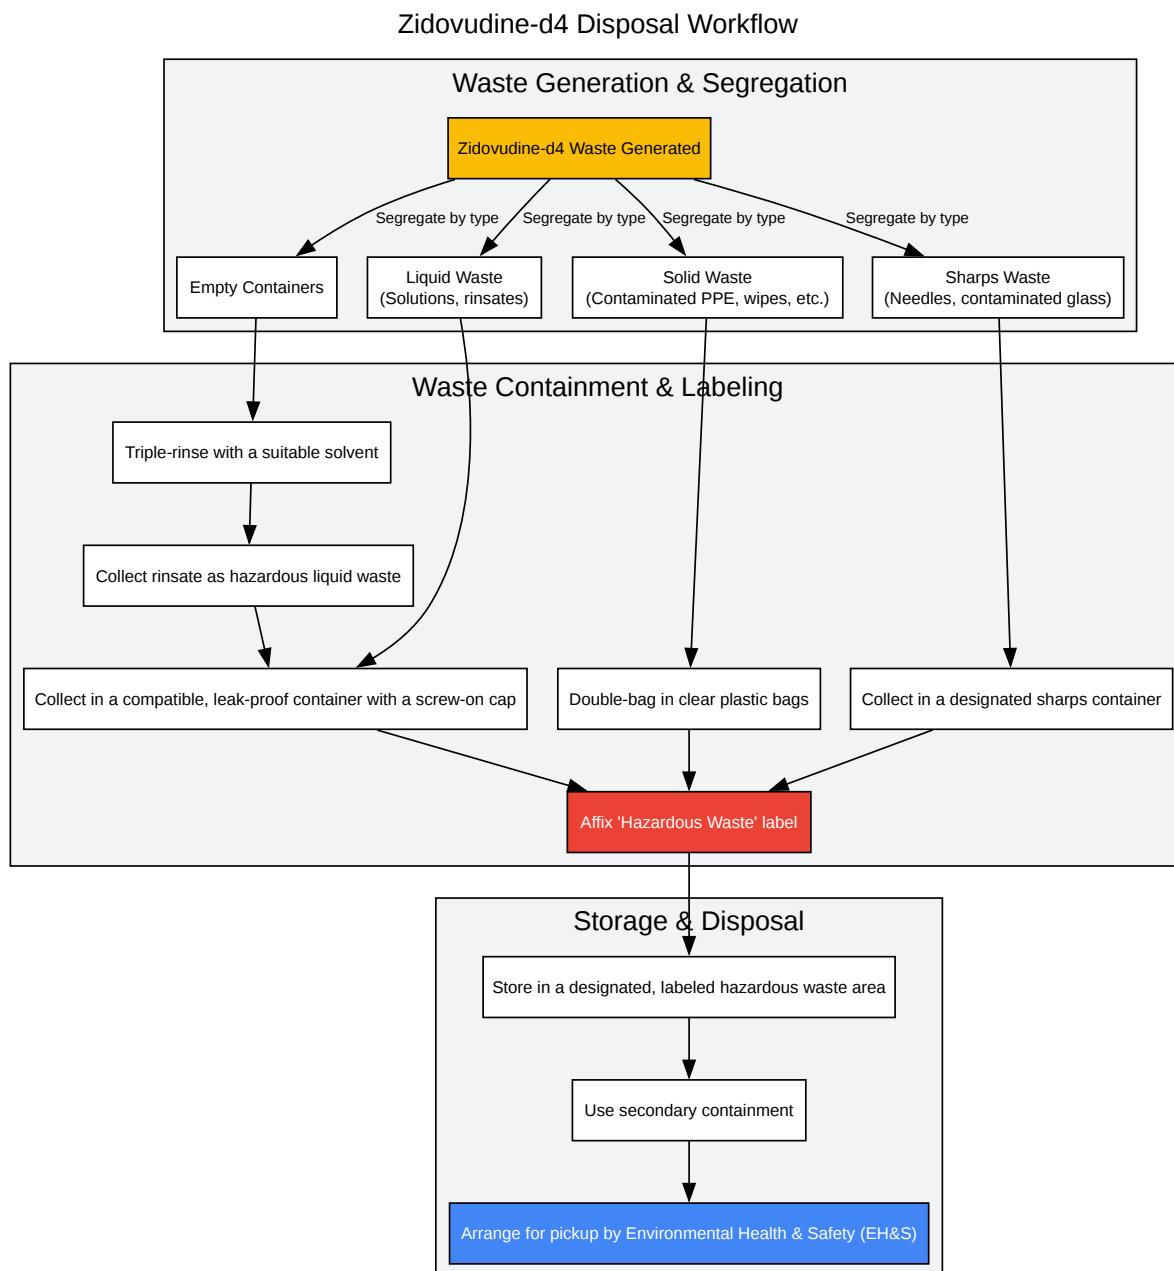 Zidovudine-d4 Disposal Workflow
Waste Generation & Segregation
Zidovudine-d4 Waste Generated
Segregate by type
Segregate by type
Segregate by type
Segregate by type
Empty Containers
Liquid Waste
(Solutions, rinsates)
Solid Waste
(Contaminated PPE, wipes, etc.)
Sharps Waste
(Needles, contaminated glass)
Waste Containment & Labeling
Triple-rinse with a suitable solvent
Collect rinsate as hazardous liquid waste
Collect in a compatible, leak-proof container with a screw-on cap
Double-bag in clear plastic bags
Collect in a designated sharps container
Affix 'Hazardous Waste' label
Storage & Disposal
Store in a designated, labeled hazardous waste area
Use secondary containment
Arrange for pickup by Environmental Health & Safety (EH&S)